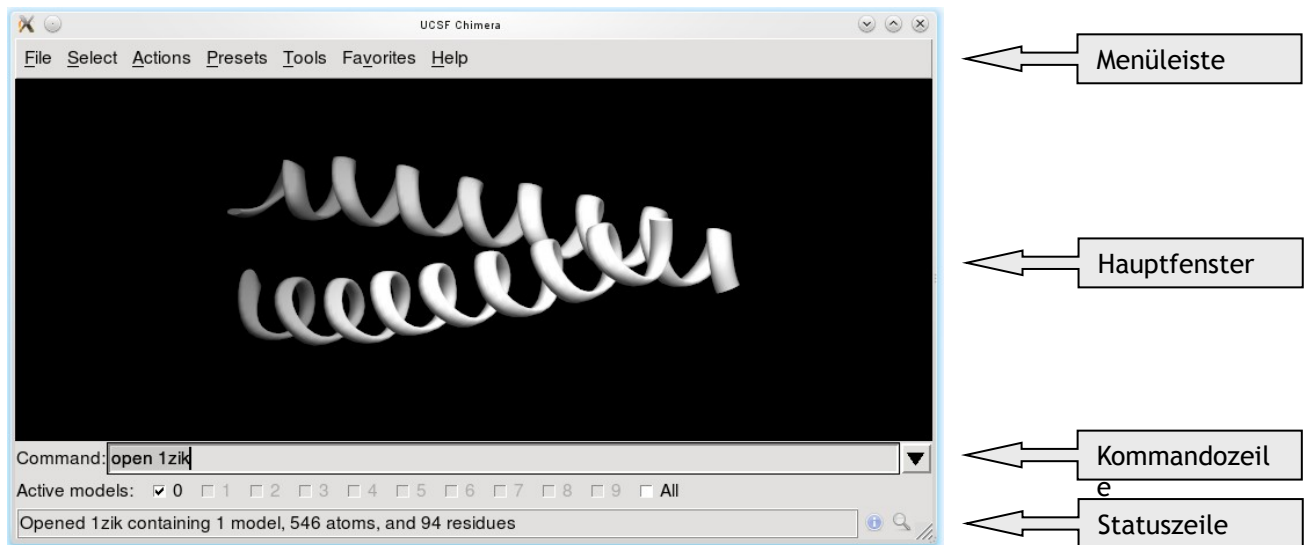 UCSF Chimera
File Select Actions Presets Tools Favorites Help
Menüleiste
Hauptfenster
Command: open 1zik
Kommandozeil
e
Active models: 0 1 2 3 4 5 6 7 8 9 All
Opened 1zik containing 1 model, 546 atoms, and 94 residues
Statuszeile